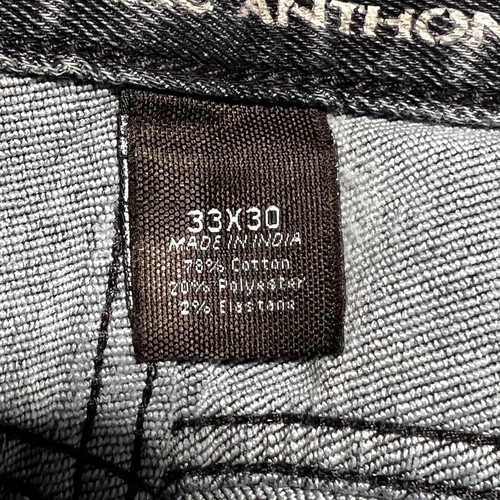 ANTHON
33X30
MADE IN INDIA
78% Cotton
20% Polyester
2% Elastane